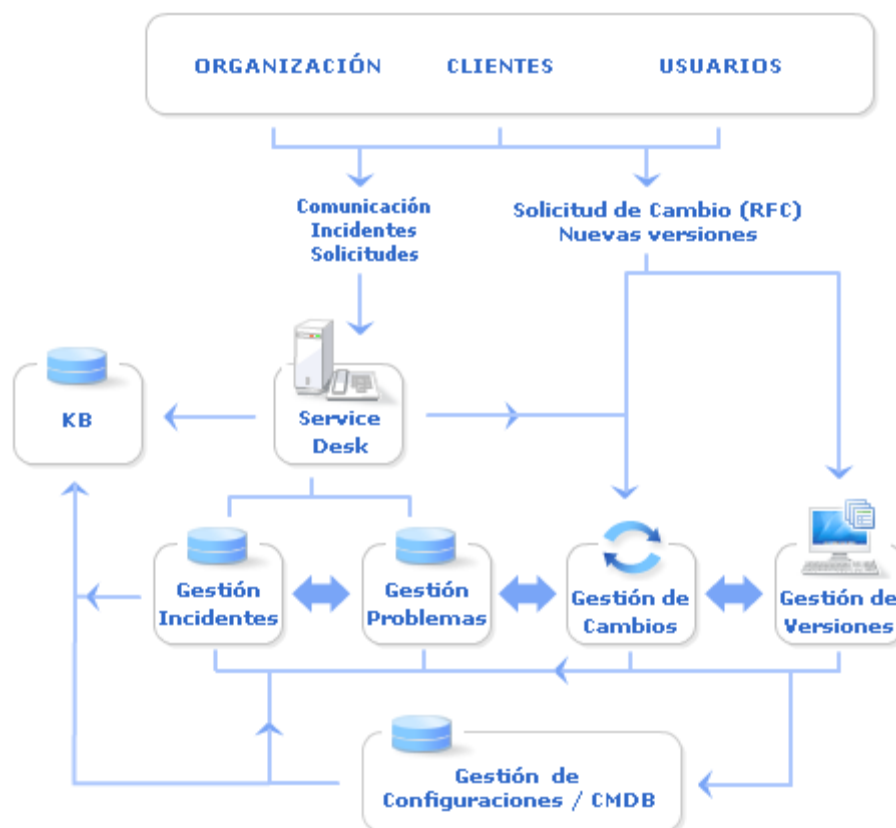 ORGANIZACIÓN CLIENTES USUARIOS
Comunicación
Incidentes
Solicitudes
Solicitud de Cambio (RFC)
Nuevas versiones
KB
Service
Desk
Gestión
Incidentes
Gestión
Problemas
Gestión de
Cambios
Gestión de
Versiones
Gestión de
Configuraciones / CMDB